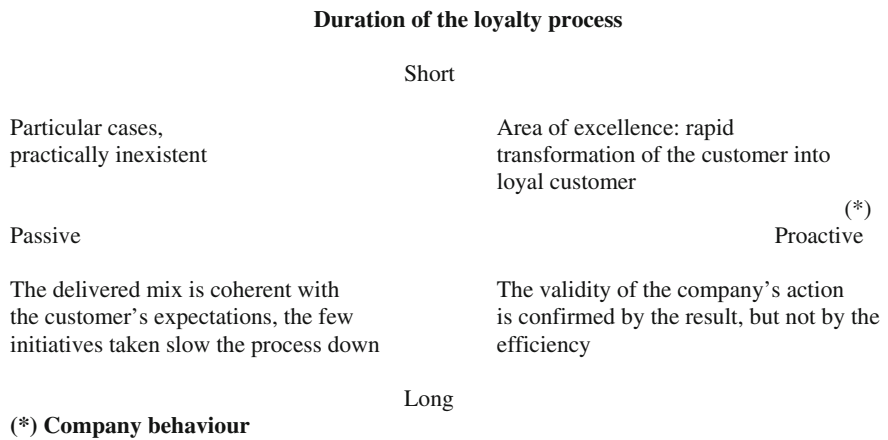 Duration of the loyalty process
Short
Particular cases,
practically inexistent
Area of excellence: rapid
transformation of the customer into
loyal customer
(*)
Passive
Proactive
The delivered mix is coherent with
the customer's expectations, the few
initiatives taken slow the process down
The validity of the company's action
is confirmed by the result, but not by the
efficiency
Long
(*) Company behaviour